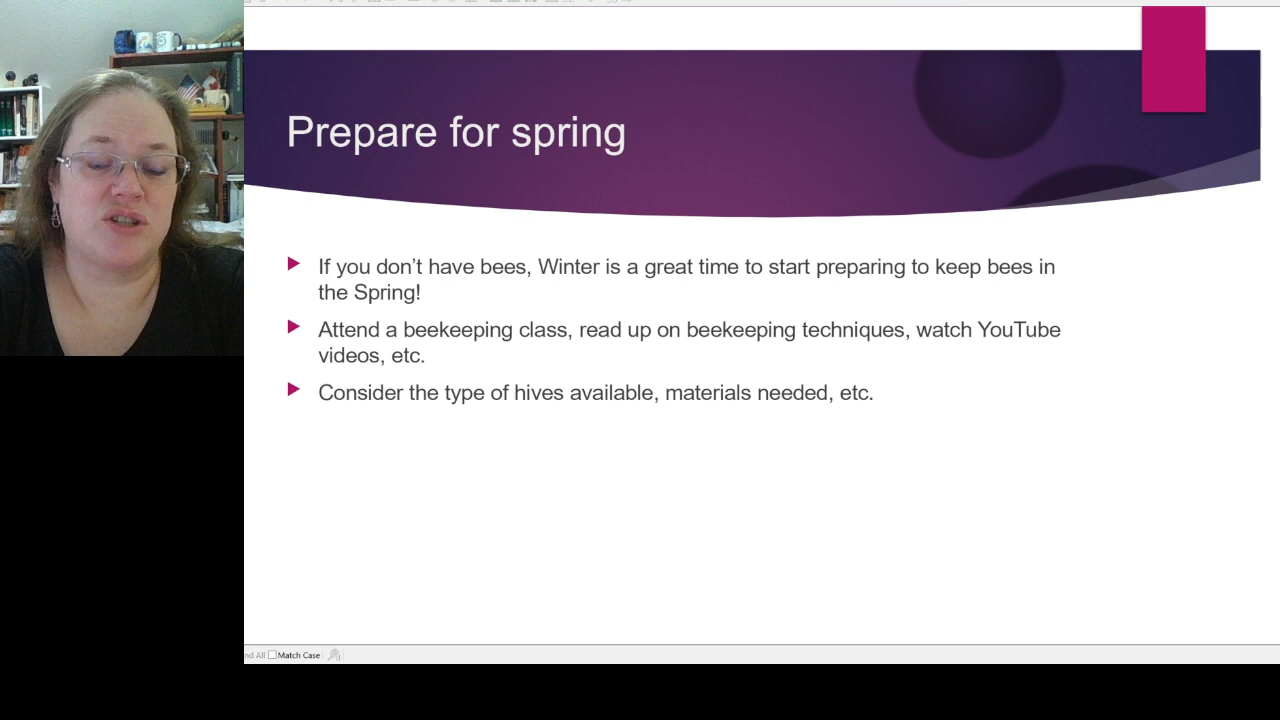 Prepare for spring
If you don’t have bees, Winter is a great time to start preparing to keep bees in
the Spring!
Attend a beekeeping class, read up on beekeeping techniques, watch YouTube
videos, etc.
Consider the type of hives available, materials needed, etc.
nd All Match Case